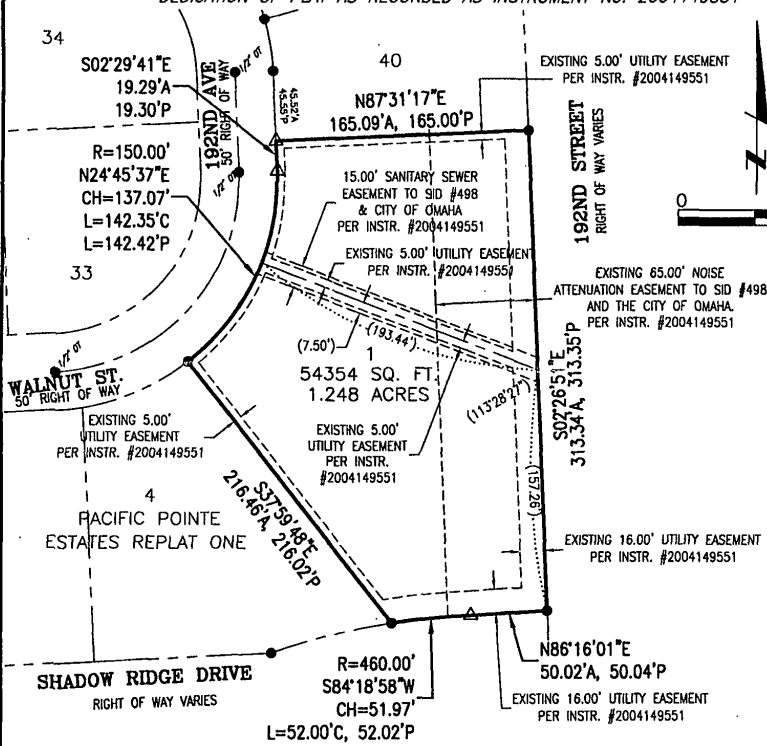 DEDICATION OF PLAT AS RECORDED AS INSTRUMENT NO. 2004149551
34
S02°29'41"E
19.29'A
19.30'P
192ND AVE
50' RIGHT OF WAY
1/2" OT
45.52'A
45.55'P
40
N87°31'17"E
165.09'A, 165.00'P
EXISTING 5.00' UTILITY EASEMENT
PER INSTR. #2004149551
192ND STREET
RIGHT OF WAY VARIES
N
0
R=150.00'
N24°45'37"E
CH=137.07'
L=142.35'C
L=142.42'P
1/2" OT
33
15.00' SANITARY SEWER
EASEMENT TO SID #498
& CITY OF OMAHA
PER INSTR. #2004149551
EXISTING 5.00' UTILITY EASEMENT
PER INSTR. #2004149551
EXISTING 65.00' NOISE
ATTENUATION EASEMENT TO SID #498
AND THE CITY OF OMAHA.
PER INSTR. #2004149551
(7.50')
(193.44')
1
54354 SQ. FT.
1.248 ACRES
(113°28'27")
S02°26'51"E
313.34'A, 313.35'P
1/2" OT
WALNUT ST.
50' RIGHT OF WAY
EXISTING 5.00'
UTILITY EASEMENT
PER INSTR. #2004149551
EXISTING 5.00'
UTILITY EASEMENT
PER INSTR.
#2004149551
(157.26')
4
PACIFIC POINTE
ESTATES REPLAT ONE
S37°59'48"E
216.46'A, 216.02'P
EXISTING 16.00' UTILITY EASEMENT
PER INSTR. #2004149551
SHADOW RIDGE DRIVE
RIGHT OF WAY VARIES
R=460.00'
S84°18'58"W
CH=51.97'
L=52.00'C, 52.02'P
N86°16'01"E
50.02'A, 50.04'P
EXISTING 16.00' UTILITY EASEMENT
PER INSTR. #2004149551